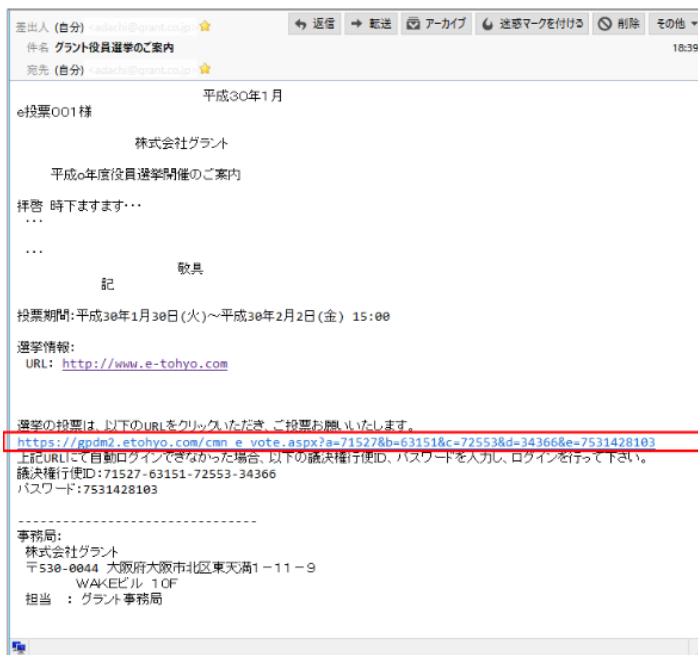 差出人 (自分) <adachi@grant.co.jp> 返信 転送 アーカイブ 迷惑マークを付ける 削除 その他
件名 グラント役員選挙のご案内 18:39
宛先 (自分) <adachi@grant.co.jp>
平成30年1月
e投票001様
株式会社グラント
平成o年度役員選挙開催のご案内
拝啓 時下ますます…
…
…
敬具
記
投票期間:平成30年1月30日(火)～平成30年2月2日(金) 15:00
選挙情報:
URL: http://www.e-tohyo.com
選挙の投票は、以下のURLをクリックいただき、ご投票お願いいたします。
https://gpdm2.etohyo.com/cmn_e_vote.aspx?a=71527&b=63151&c=72553&d=34366&e=7531428103
上記URLにて自動ログインできなかった場合、以下の議決権行使ID、パスワードを入力し、ログインを行って下さい。
議決権行使ID:71527-63151-72553-34366
パスワード:7531428103
--------------------------------
事務局:
株式会社グラント
〒530-0044 大阪府大阪市北区東天満1－11－9
WAKEビル 10F
担当 : グラント事務局